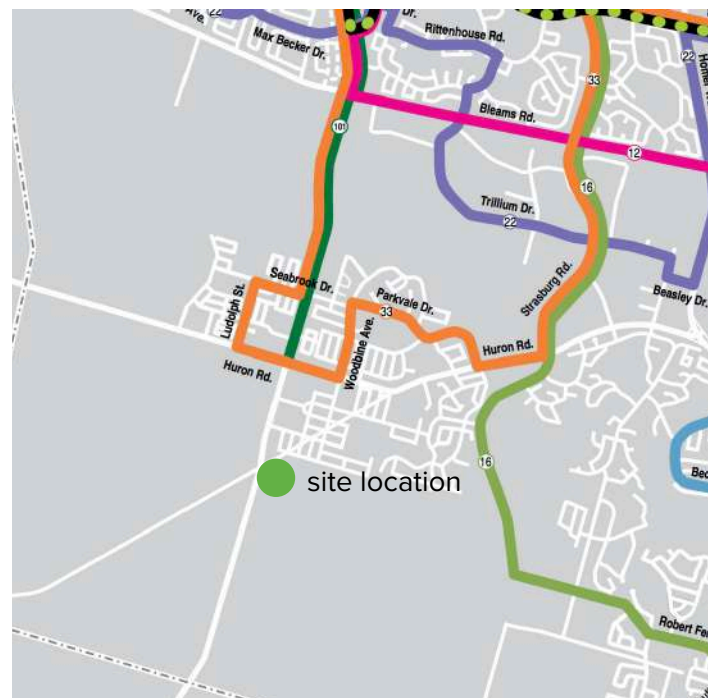 22
Ave.
Dr.
Rittenhouse Rd.
Max Becker Dr.
22
33
101
Bleams Rd.
12
16
Trillium Dr.
22
Seabrook Dr.
Ludolph St.
Parkvale Dr.
33
Strasburg Rd.
Beasley Dr.
Woodbine Ave.
Huron Rd.
Huron Rd.
16
site location
Robert Fe